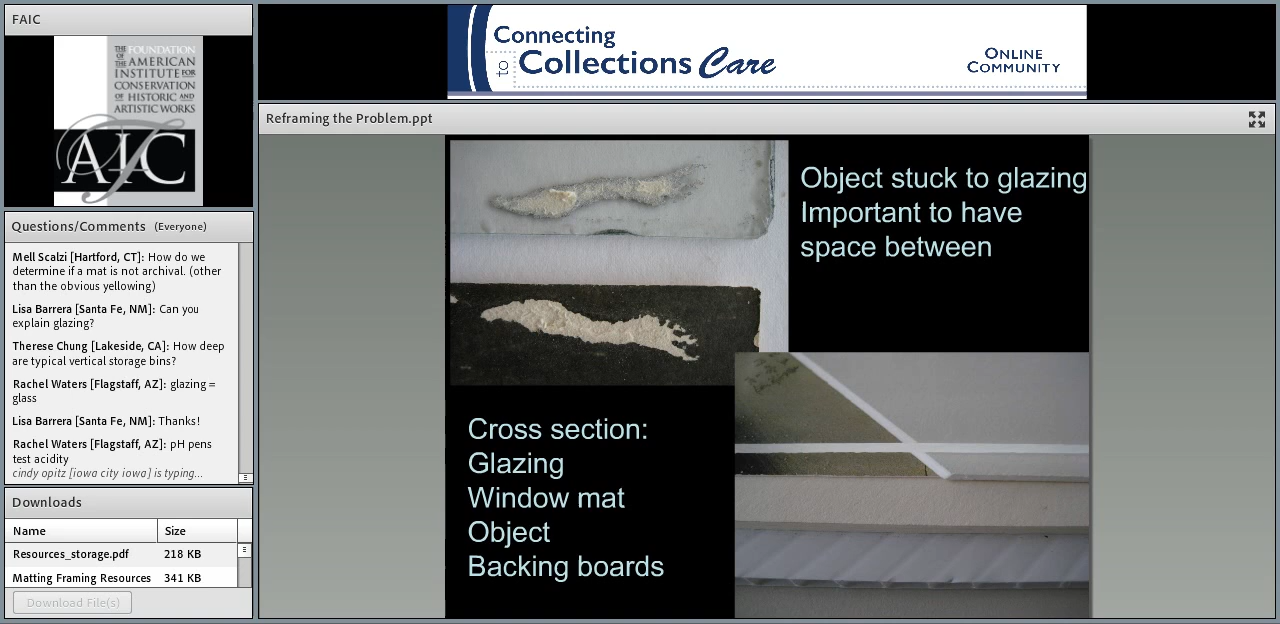 FAIC
THE FOUNDATION
OF THE AMERICAN
INSTITUTE FOR
CONSERVATION
OF HISTORIC AND
ARTISTIC WORKS
AIC
Connecting
to Collections Care
ONLINE
COMMUNITY
Questions/Comments (Everyone)
Mell Scalzi [Hartford, CT]: How do we
determine if a mat is not archival. (other
than the obvious yellowing)
Lisa Barrera [Santa Fe, NM]: Can you
explain glazing?
Therese Chung [Lakeside, CA]: How deep
are typical vertical storage bins?
Rachel Waters [Flagstaff, AZ]: glazing =
glass
Lisa Barrera [Santa Fe, NM]: Thanks!
Rachel Waters [Flagstaff, AZ]: pH pens
test acidity
cindy opitz [iowa city iowa] is typing...
Downloads
Name Size
Resources_storage.pdf 218 KB
Matting Framing Resources 341 KB
Download File(s)
Reframing the Problem.ppt
Object stuck to glazing
Important to have
space between
Cross section:
Glazing
Window mat
Object
Backing boards